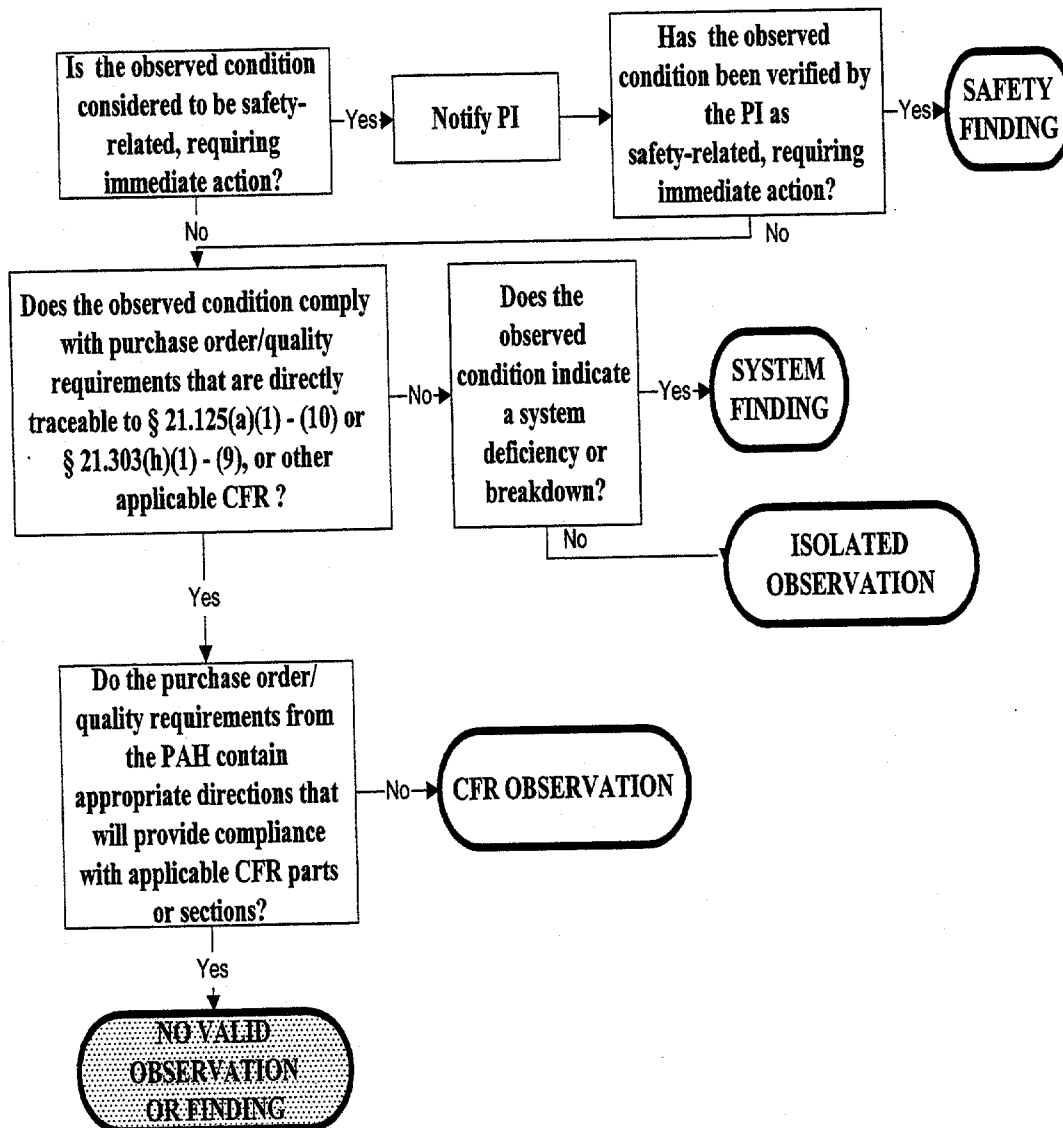 Is the observed condition
considered to be safety-
related, requiring
immediate action?
Yes
Notify PI
Has the observed
condition been verified by
the PI as
safety-related, requiring
immediate action?
Yes
SAFETY
FINDING
No
No
Does the observed condition comply
with purchase order/quality
requirements that are directly
traceable to § 21.125(a)(1) - (10) or
§ 21.303(h)(1) - (9), or other
applicable CFR ?
No
Does the
observed
condition indicate
a system
deficiency or
breakdown?
Yes
SYSTEM
FINDING
No
ISOLATED
OBSERVATION
Yes
Do the purchase order/
quality requirements from
the PAH contain
appropriate directions that
will provide compliance
with applicable CFR parts
or sections?
No
CFR OBSERVATION
Yes
NO VALID
OBSERVATION
OR FINDING